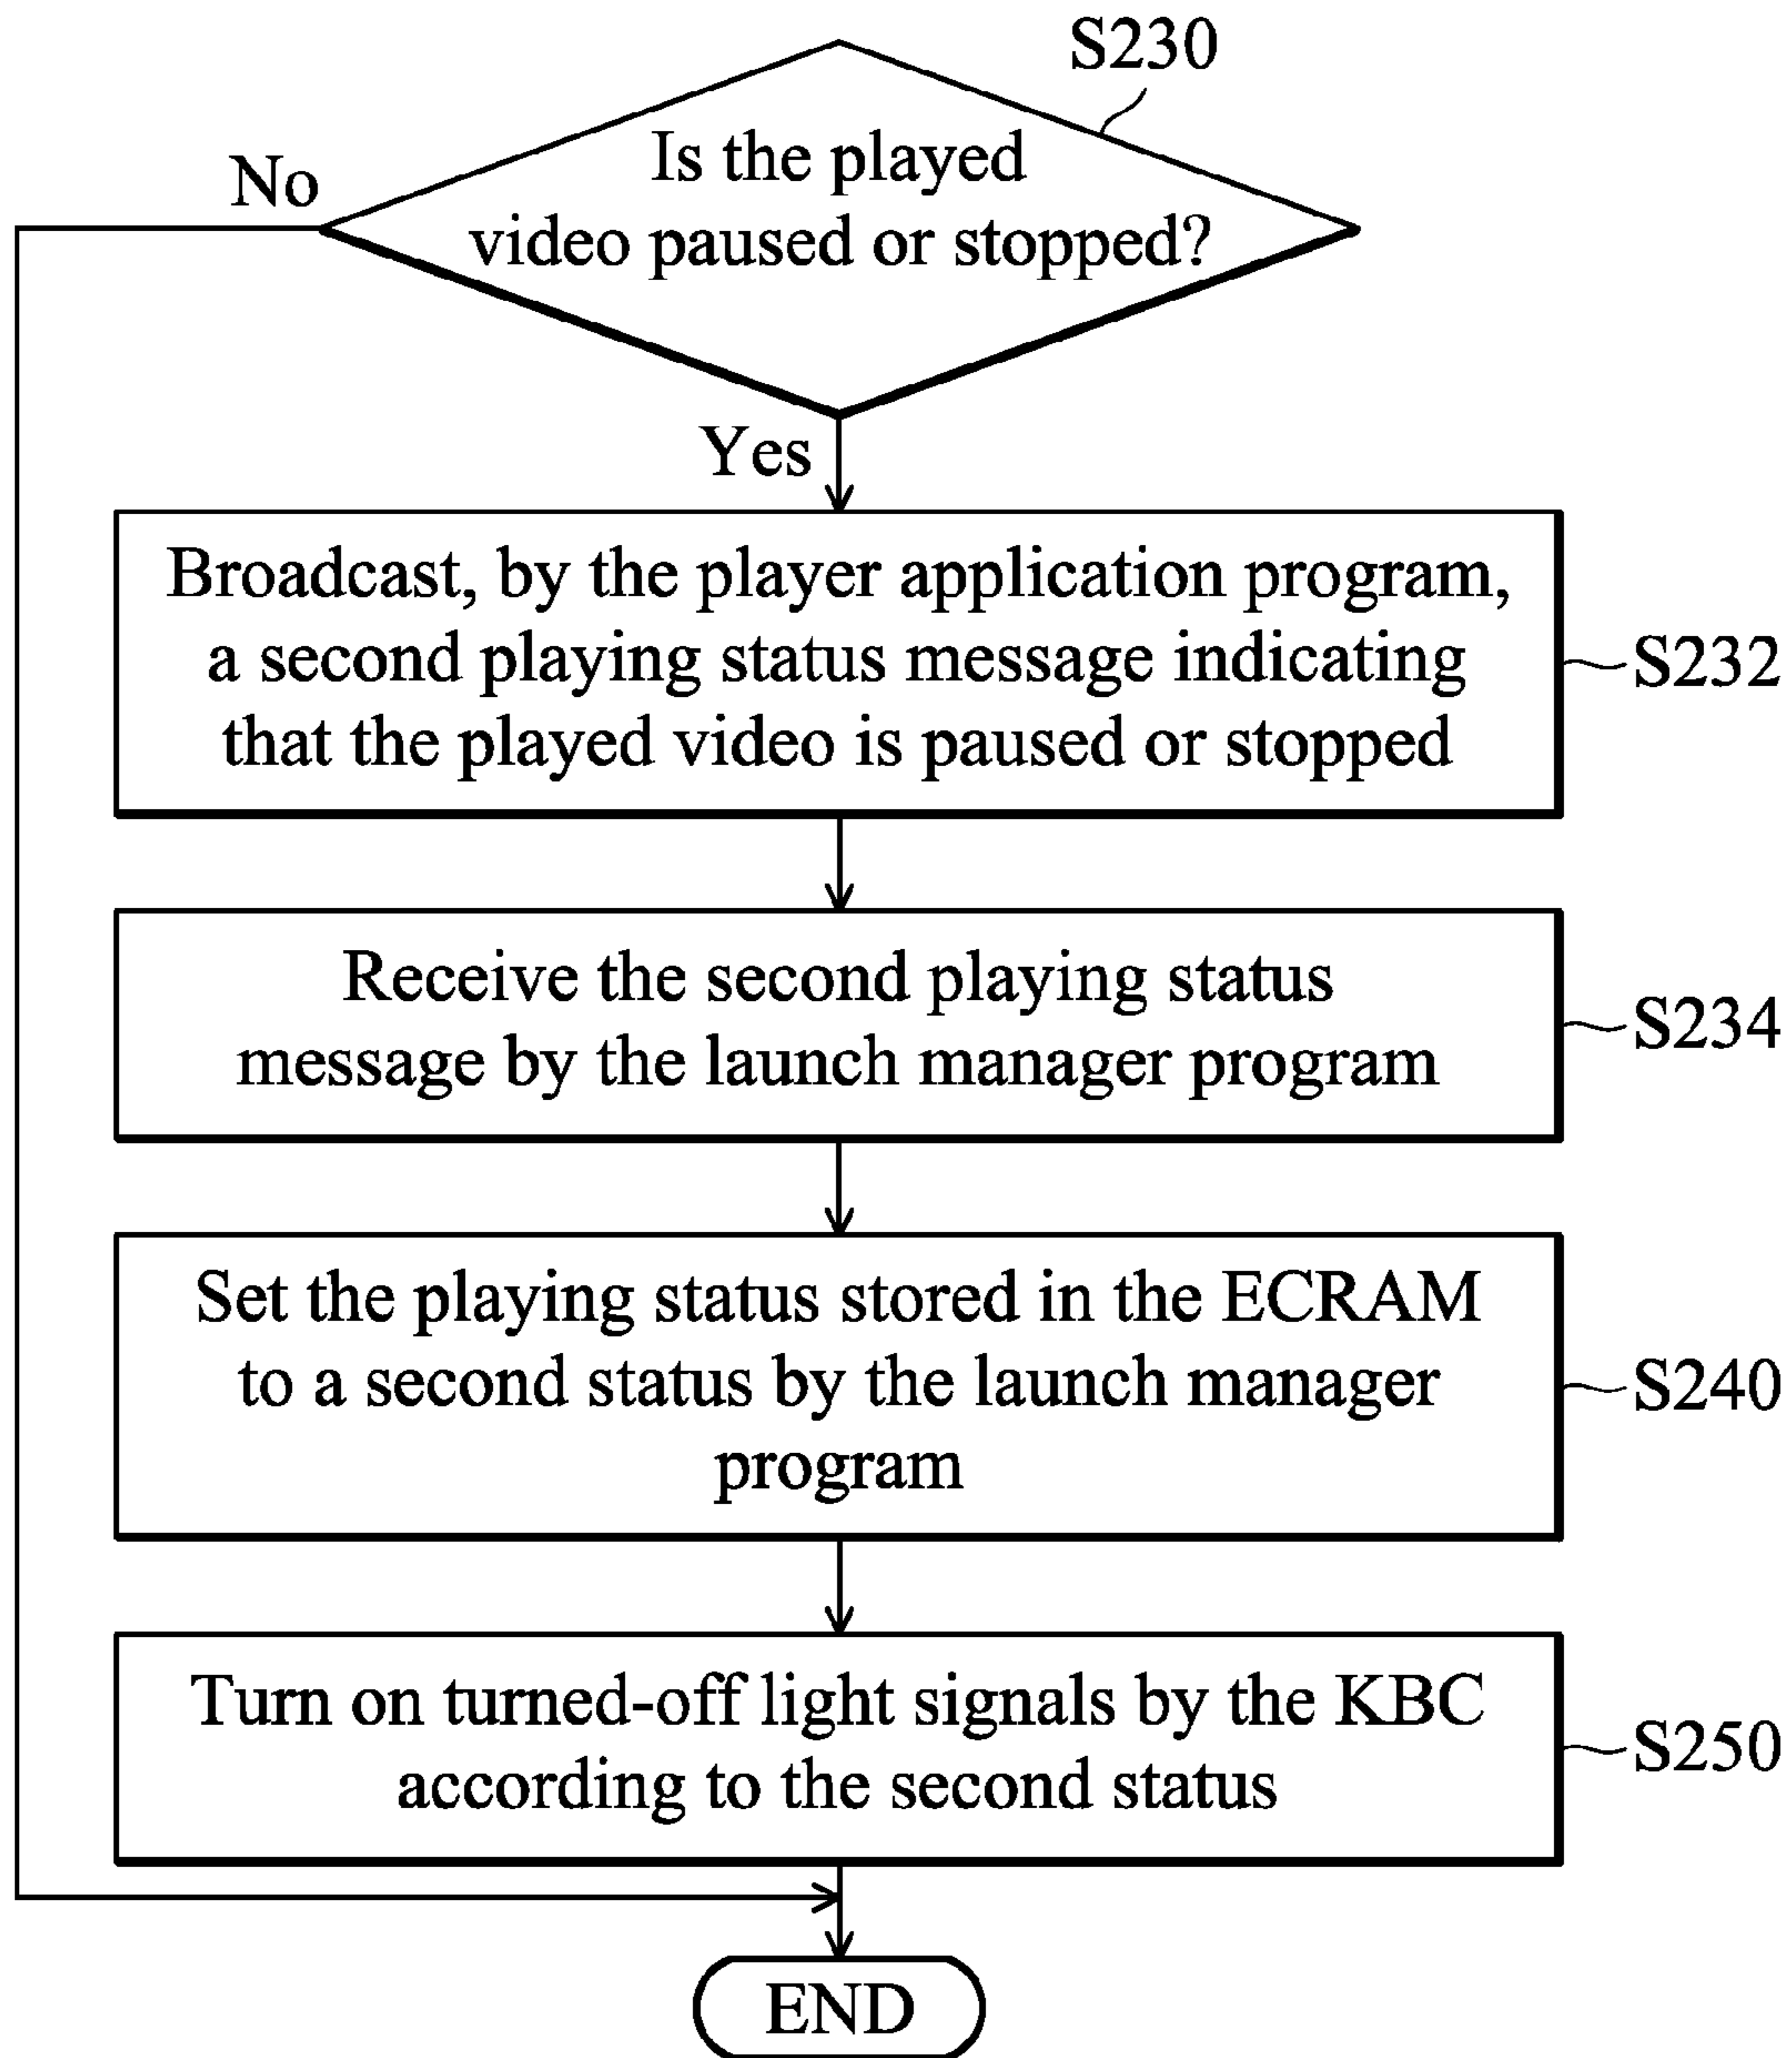 S230
Is the played
video paused or stopped?
No
Yes
Broadcast, by the player application program,
a second playing status message indicating
that the played video is paused or stopped
S232
Receive the second playing status
message by the launch manager program
S234
Set the playing status stored in the ECRAM
to a second status by the launch manager
program
S240
Turn on turned-off light signals by the KBC
according to the second status
S250
END